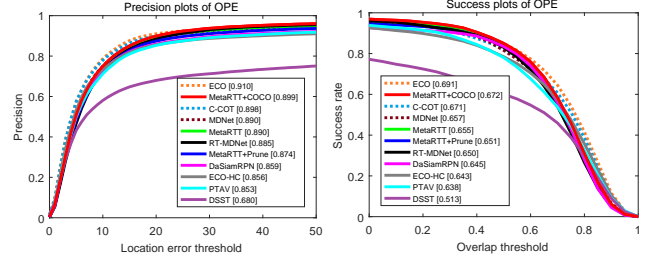 Precision plots of OPE
Precision
1
0.8
0.6
0.4
0.2
0
0 10 20 30 40 50
Location error threshold
ECO [0.910]
MetaRTT+COCO [0.899]
C-COT [0.898]
MDNet [0.890]
MetaRTT [0.890]
RT-MDNet [0.885]
MetaRTT+Prune [0.874]
DaSiamRPN [0.859]
ECO-HC [0.856]
PTAV [0.853]
DSST [0.680]
Success plots of OPE
Success rate
1
0.8
0.6
0.4
0.2
0
0 0.2 0.4 0.6 0.8 1
Overlap threshold
ECO [0.691]
MetaRTT+COCO [0.672]
C-COT [0.671]
MDNet [0.657]
MetaRTT [0.655]
MetaRTT+Prune [0.651]
RT-MDNet [0.650]
DaSiamRPN [0.645]
ECO-HC [0.643]
PTAV [0.638]
DSST [0.513]